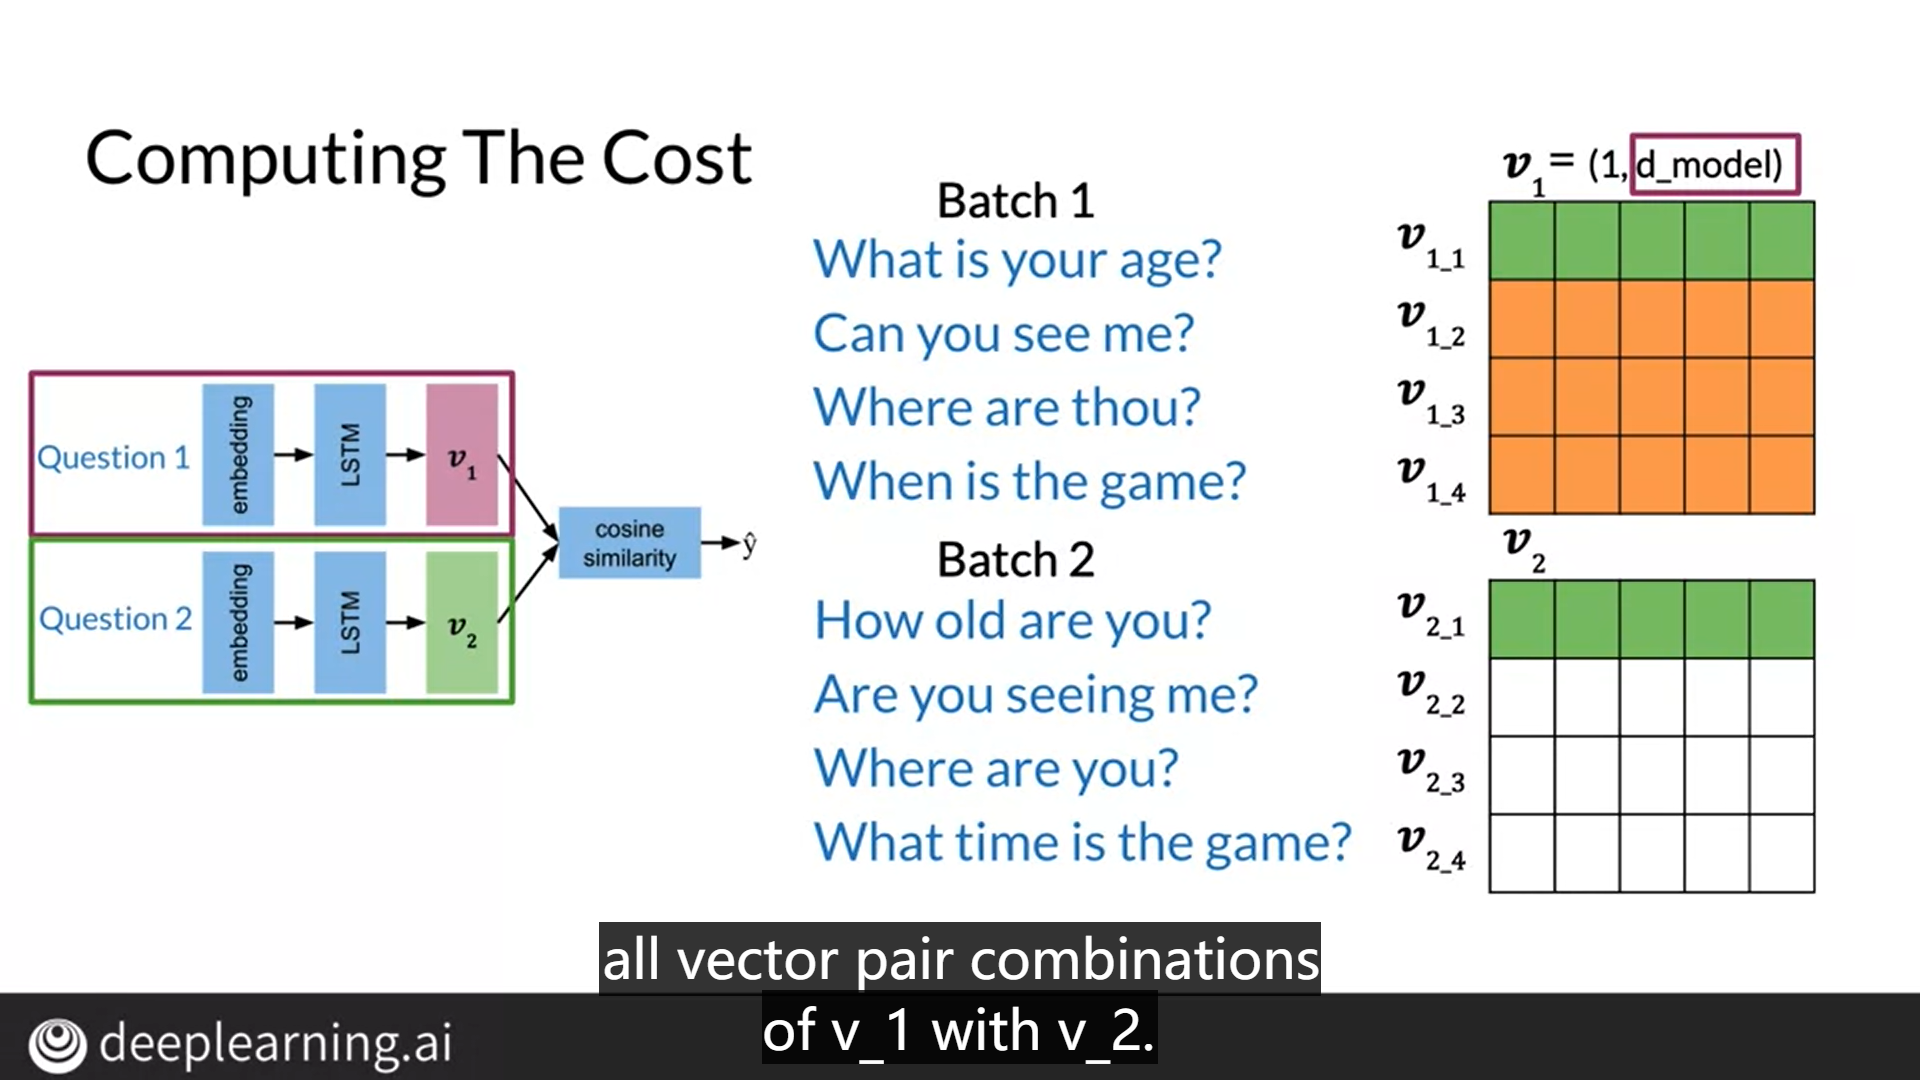 Computing The Cost
Question 1
embedding
LSTM
v1
Question 2
embedding
LSTM
v2
cosine
similarity
ŷ
Batch 1
What is your age?
Can you see me?
Where are thou?
When is the game?
Batch 2
How old are you?
Are you seeing me?
Where are you?
What time is the game?
v1 = (1, d_model)
v1_1
v1_2
v1_3
v1_4
v2
v2_1
v2_2
v2_3
v2_4
all vector pair combinations
of v_1 with v_2.
deeplearning.ai